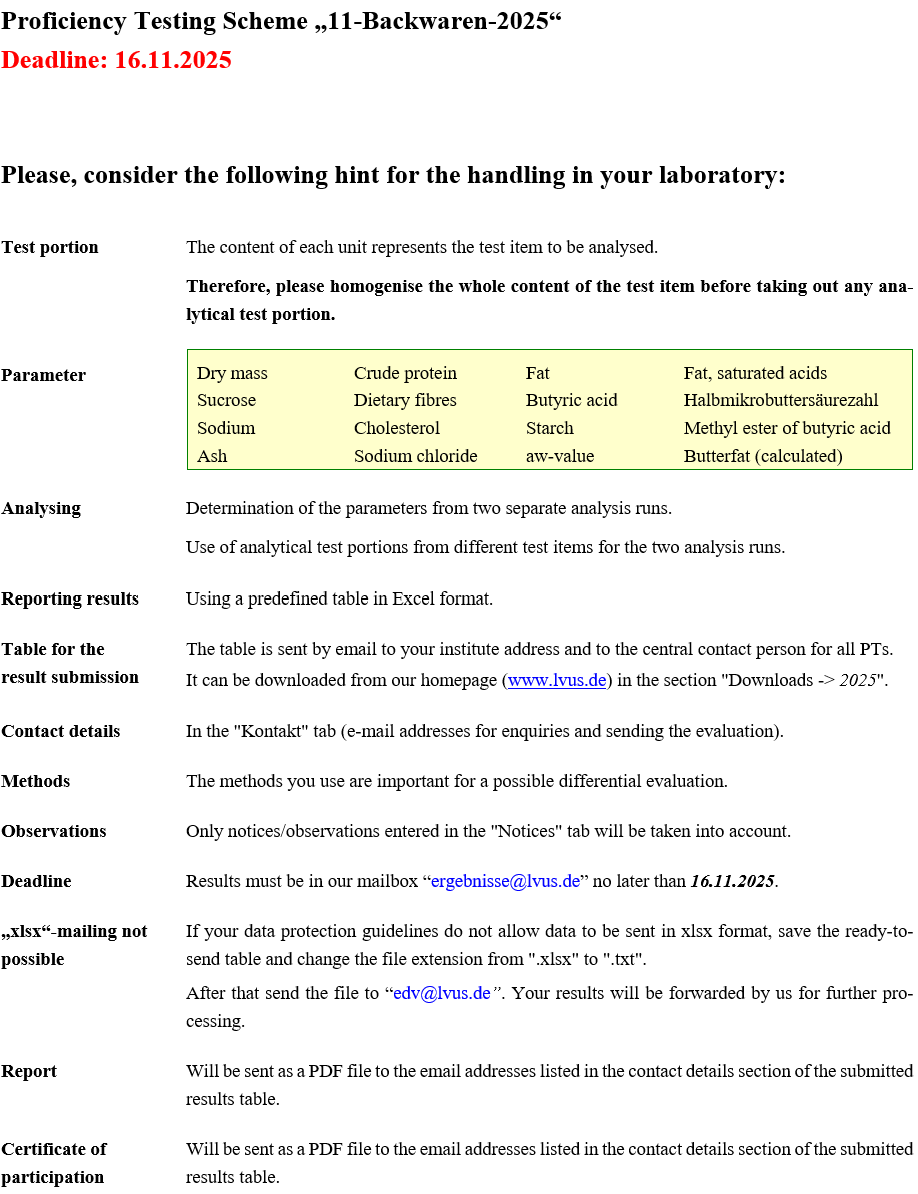 Proficiency Testing Scheme „11-Backwaren-2025“
Deadline: 16.11.2025
Please, consider the following hint for the handling in your laboratory:
Test portion The content of each unit represents the test item to be analysed.
Therefore, please homogenise the whole content of the test item before taking out any ana-
lytical test portion.
Parameter Dry mass Crude protein Fat Fat, saturated acids
Sucrose Dietary fibres Butyric acid Halbmikrobuttersäurezahl
Sodium Cholesterol Starch Methyl ester of butyric acid
Ash Sodium chloride aw-value Butterfat (calculated)
Analysing Determination of the parameters from two separate analysis runs.
Use of analytical test portions from different test items for the two analysis runs.
Reporting results Using a predefined table in Excel format.
Table for the The table is sent by email to your institute address and to the central contact person for all PTs.
result submission It can be downloaded from our homepage (www.lvus.de) in the section "Downloads -> 2025".
Contact details In the "Kontakt" tab (e-mail addresses for enquiries and sending the evaluation).
Methods The methods you use are important for a possible differential evaluation.
Observations Only notices/observations entered in the "Notices" tab will be taken into account.
Deadline Results must be in our mailbox “ergebnisse@lvus.de” no later than 16.11.2025.
„xlsx“-mailing not If your data protection guidelines do not allow data to be sent in xlsx format, save the ready-to-
possible send table and change the file extension from ".xlsx" to ".txt".
After that send the file to “edv@lvus.de”. Your results will be forwarded by us for further pro-
cessing.
Report Will be sent as a PDF file to the email addresses listed in the contact details section of the submitted
results table.
Certificate of Will be sent as a PDF file to the email addresses listed in the contact details section of the submitted
participation results table.